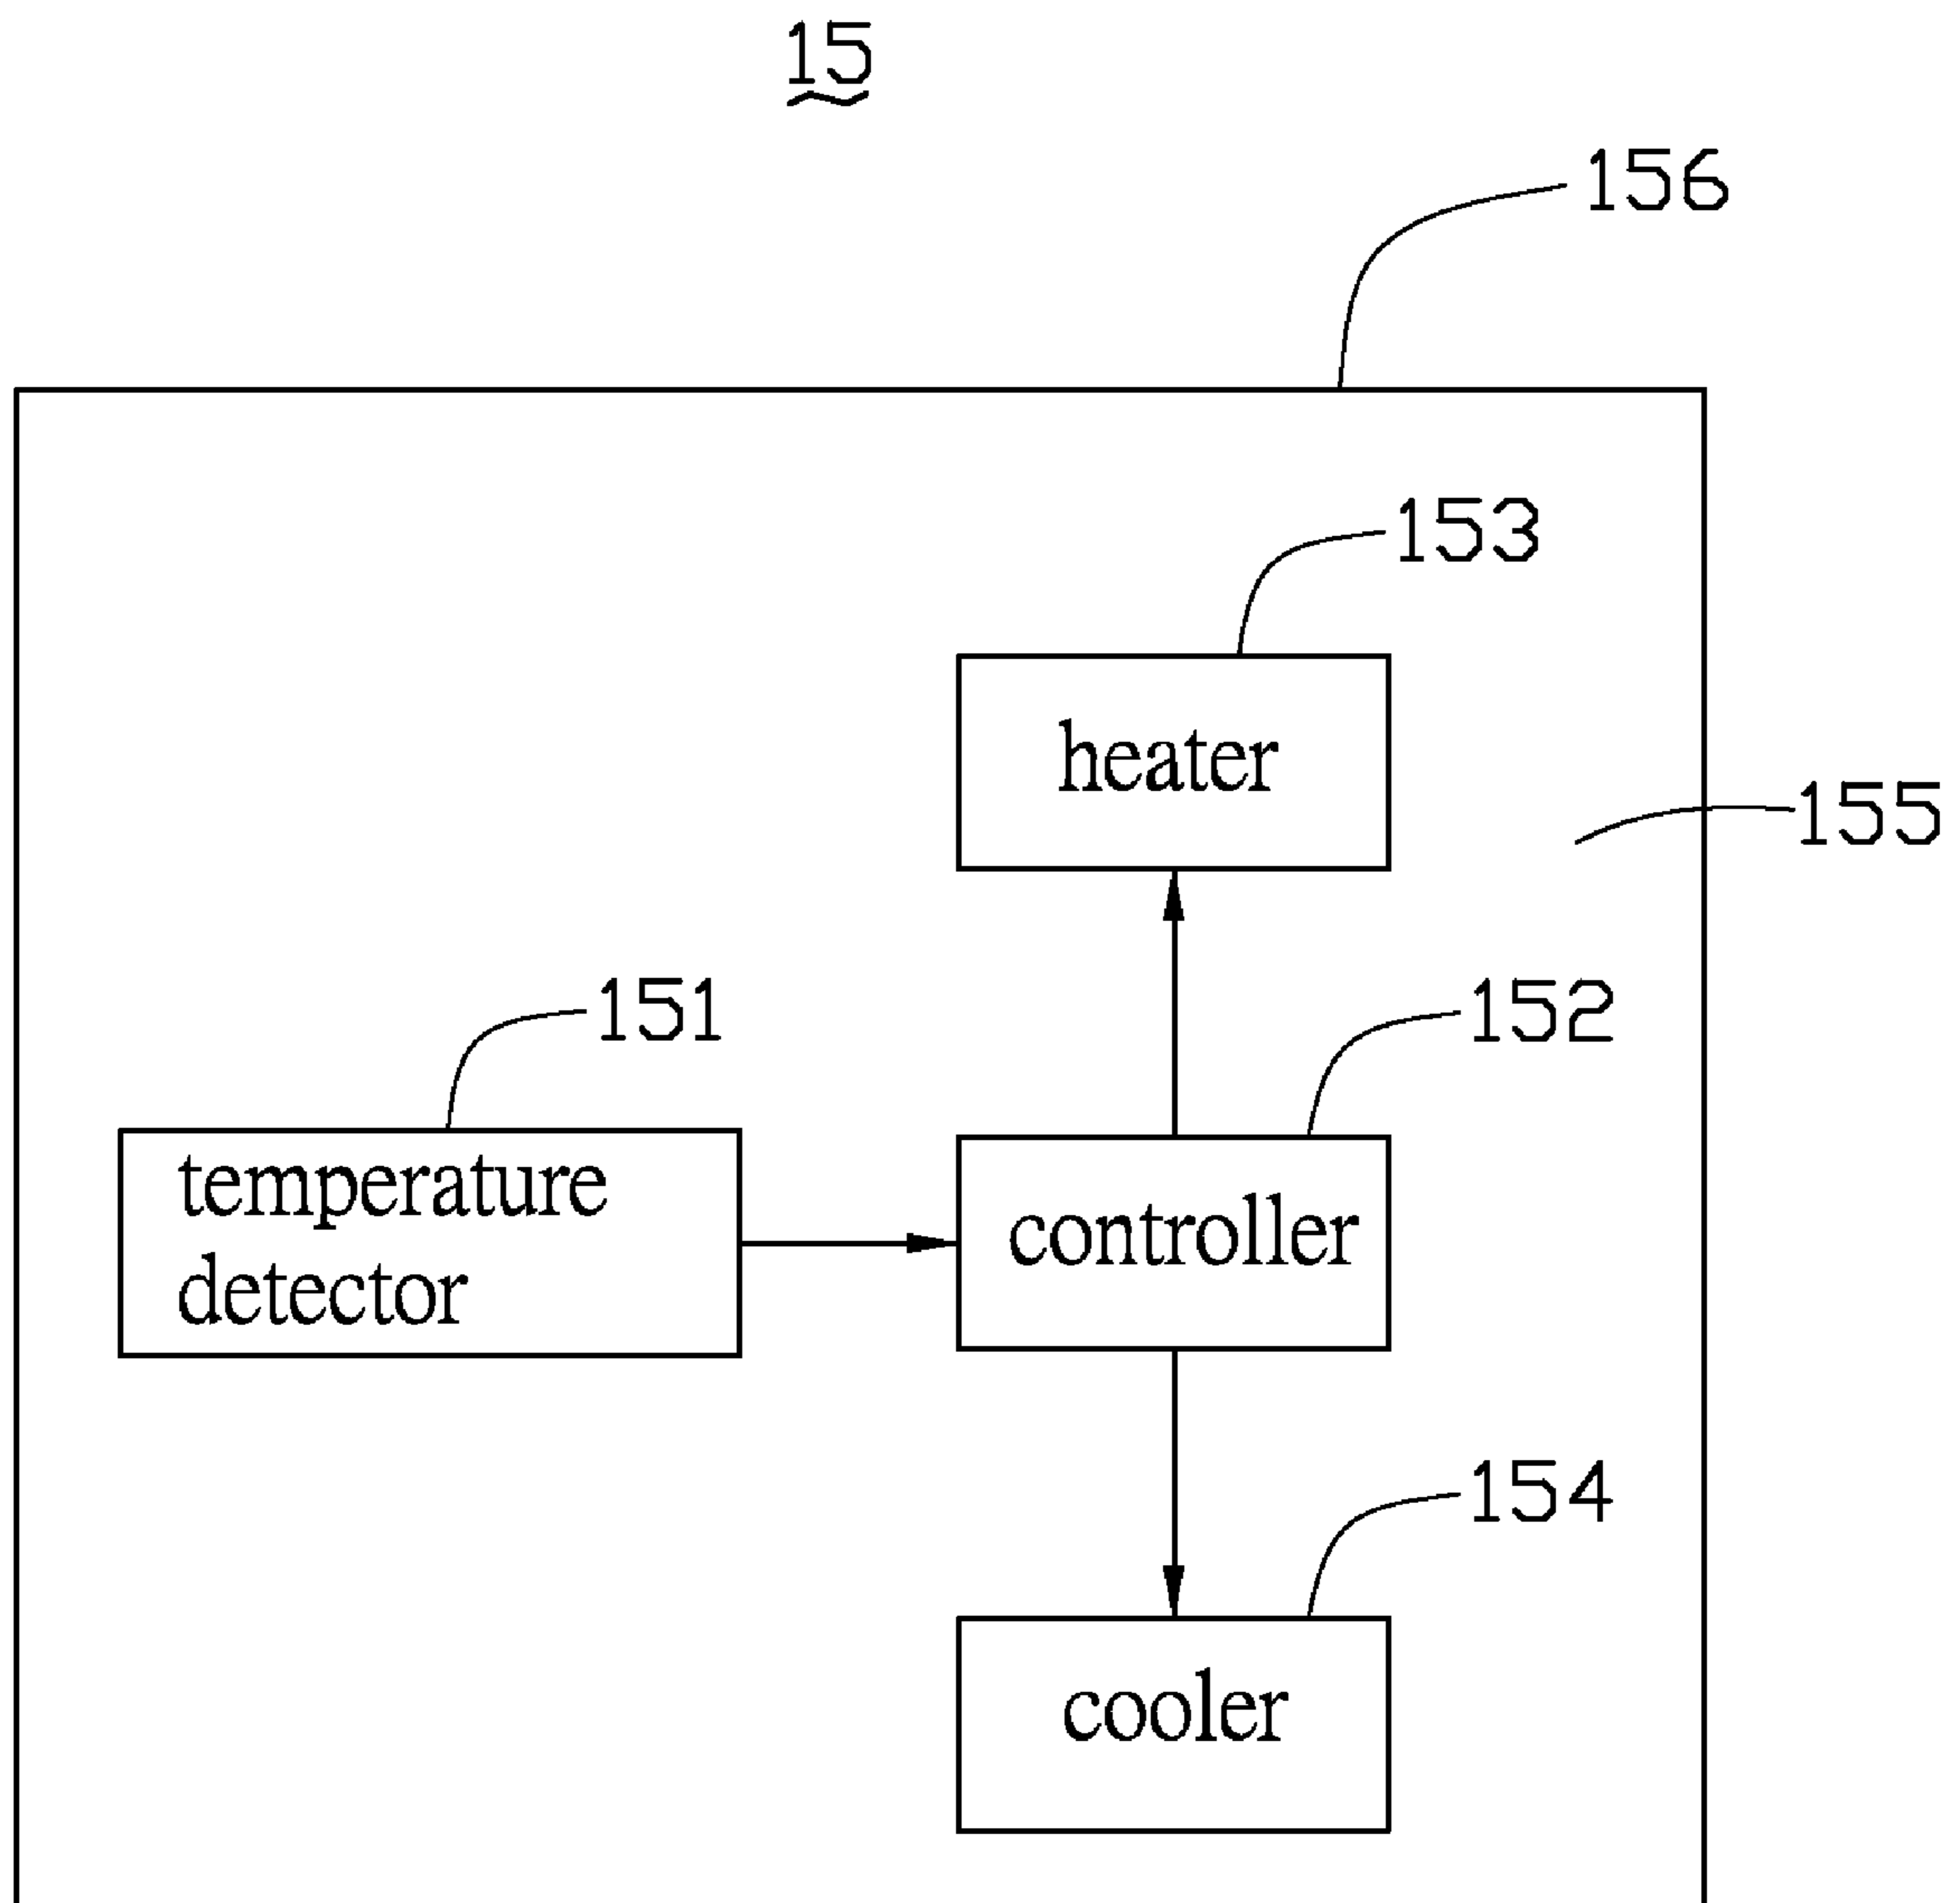 15
156
153
heater
155
151
152
temperature
detector
controller
154
cooler